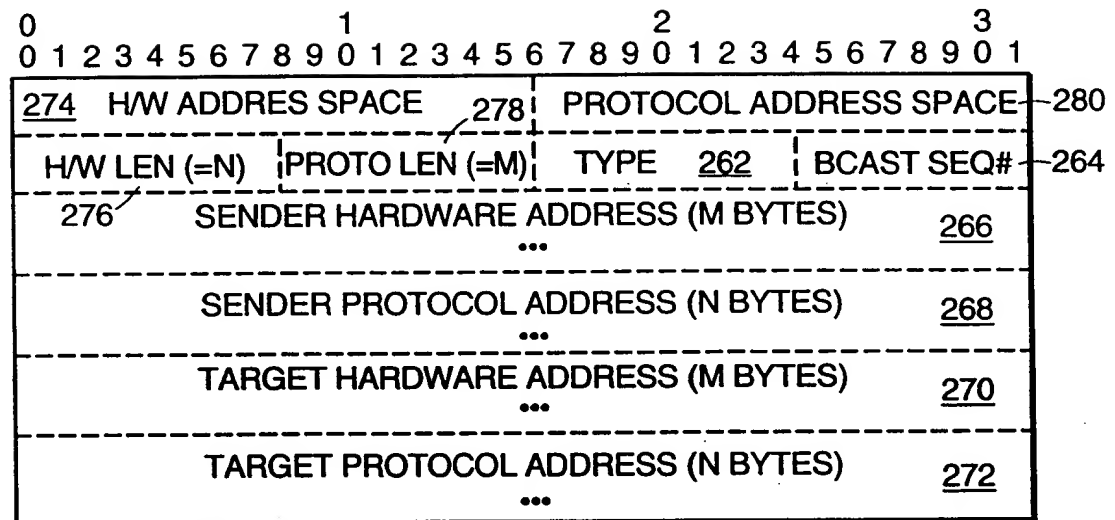 0 1 2 3
0 1 2 3 4 5 6 7 8 9 0 1 2 3 4 5 6 7 8 9 0 1 2 3 4 5 6 7 8 9 0 1
274 H/W ADDRES SPACE 278 PROTOCOL ADDRESS SPACE 280
H/W LEN (=N) PROTO LEN (=M) TYPE 262 BCAST SEQ# 264
276 SENDER HARDWARE ADDRESS (M BYTES) 266
•••
SENDER PROTOCOL ADDRESS (N BYTES) 268
•••
TARGET HARDWARE ADDRESS (M BYTES) 270
•••
TARGET PROTOCOL ADDRESS (N BYTES) 272
•••